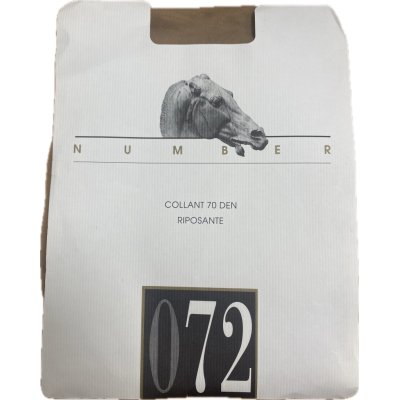 NUMBER
COLLANT 70 DEN
RIPOSANTE
072